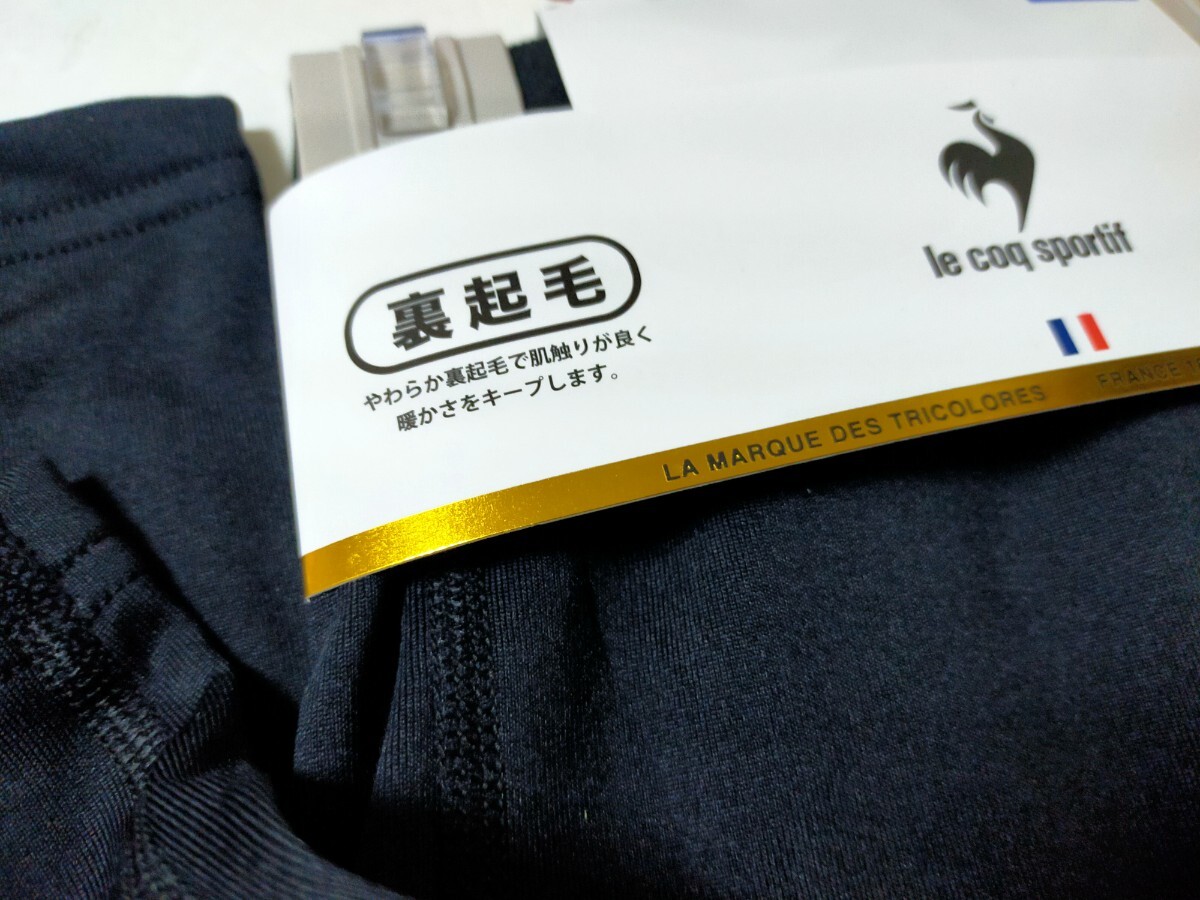 le coq sportif
裏起毛
やわらか裏起毛で肌触りが良く
暖かさをキープします。
LA MARQUE DES TRICOLORES
FRANCE